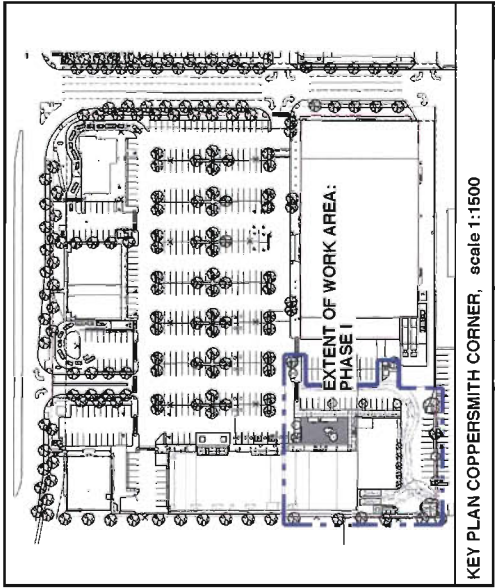 EXTENT OF WORK AREA:
PHASE I
KEY PLAN COPPERSMITH CORNER, scale 1:1500